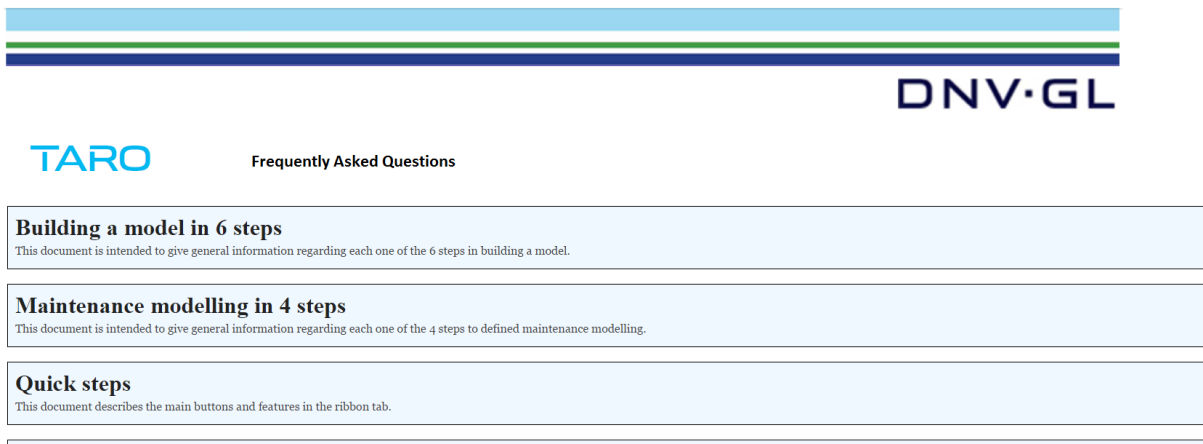 DNV·GL
TARO
Frequently Asked Questions
Building a model in 6 steps
This document is intended to give general information regarding each one of the 6 steps in building a model.
Maintenance modelling in 4 steps
This document is intended to give general information regarding each one of the 4 steps to defined maintenance modelling.
Quick steps
This document describes the main buttons and features in the ribbon tab.